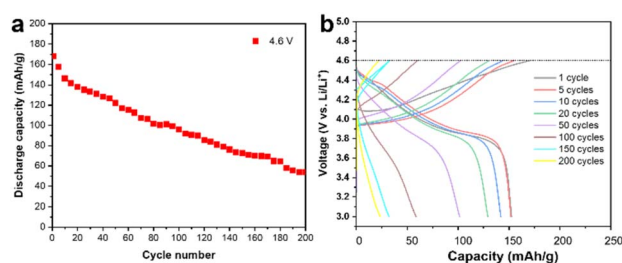 a
4.6 V
Discharge capacity (mAh/g)
200
180
160
140
120
100
80
60
40
20
0
0 20 40 60 80 100 120 140 160 180 200
Cycle number
b
Voltage (V vs. Li/Li+)
5.0
4.8
4.6
4.4
4.2
4.0
3.8
3.6
3.4
3.2
3.0
1 cycle
5 cycles
10 cycles
20 cycles
50 cycles
100 cycles
150 cycles
200 cycles
0 50 100 150 200 250
Capacity (mAh/g)